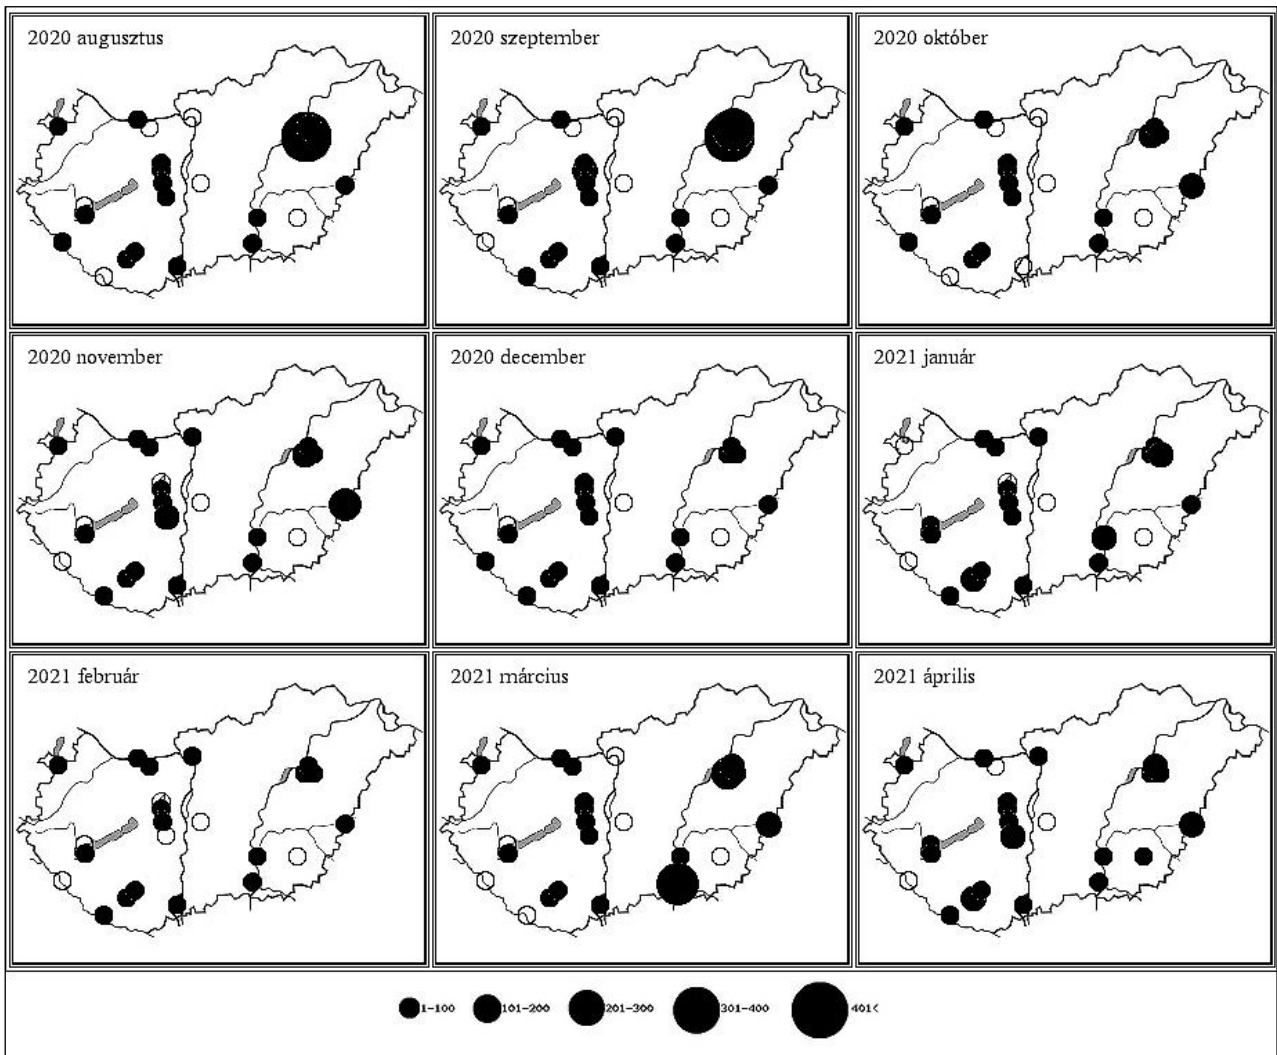 2020 augusztus
2020 szeptember
2020 október
2020 november
2020 december
2021 január
2021 február
2021 március
2021 április
1-100 101-200 201-300 301-400 401<